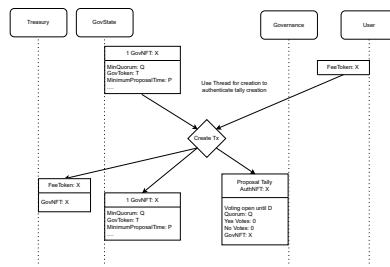 Treasury
GovState
Governance
User
1 GovNFT: X
MinQuorum: Q
GovToken: T
MinimumProposalTime: P
....
FeeToken: X
Use Thread for creation to
authenticate tally creation
Create Tx
FeeToken: X
GovNFT: X
1 GovNFT: X
MinQuorum: Q
GovToken: T
MinimumProposalTime: P
....
Proposal Tally
AuthNFT: X
Voting open until D
Quorum: Q
Yes Votes: 0
No Votes: 0
GovNFT: X